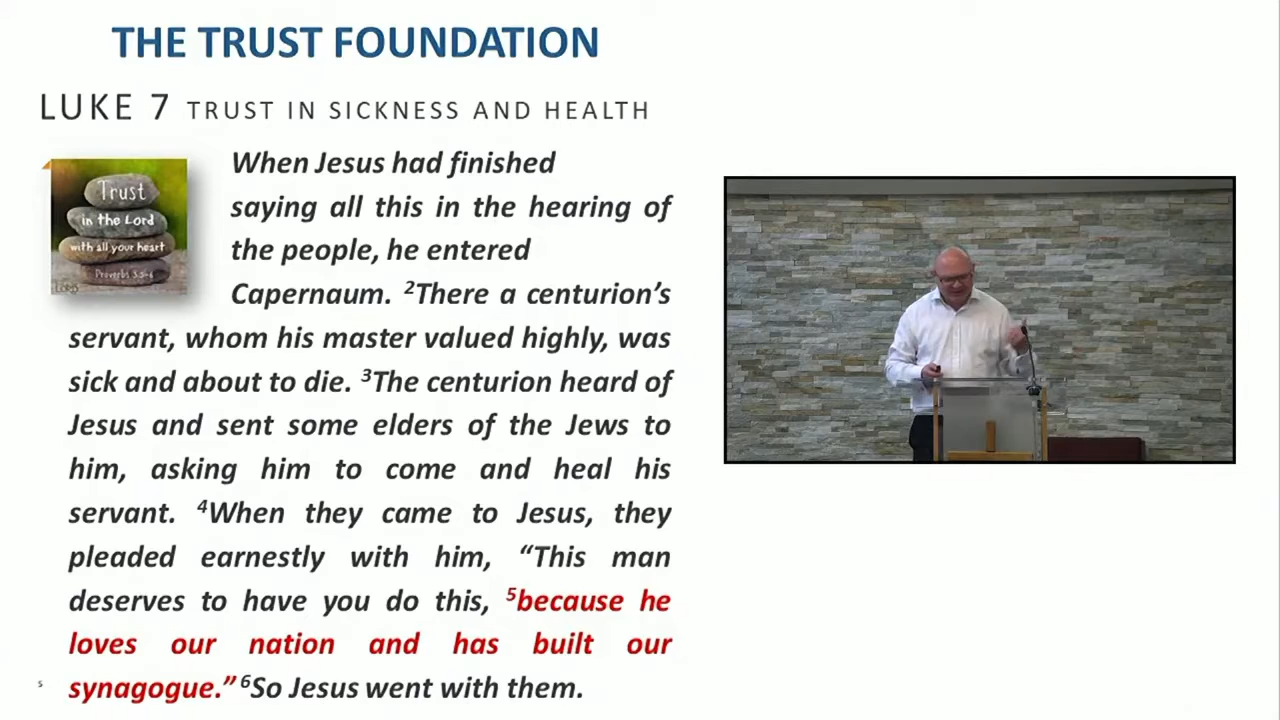 THE TRUST FOUNDATION
LUKE 7 TRUST IN SICKNESS AND HEALTH
Trust
in the Lord
with all your heart
Proverbs 3:5-6
When Jesus had finished
saying all this in the hearing of
the people, he entered
Capernaum. ²There a centurion’s
servant, whom his master valued highly, was
sick and about to die. ³The centurion heard of
Jesus and sent some elders of the Jews to
him, asking him to come and heal his
servant. ⁴When they came to Jesus, they
pleaded earnestly with him, “This man
deserves to have you do this, ⁵because he
loves our nation and has built our
synagogue.” ⁶So Jesus went with them.
5